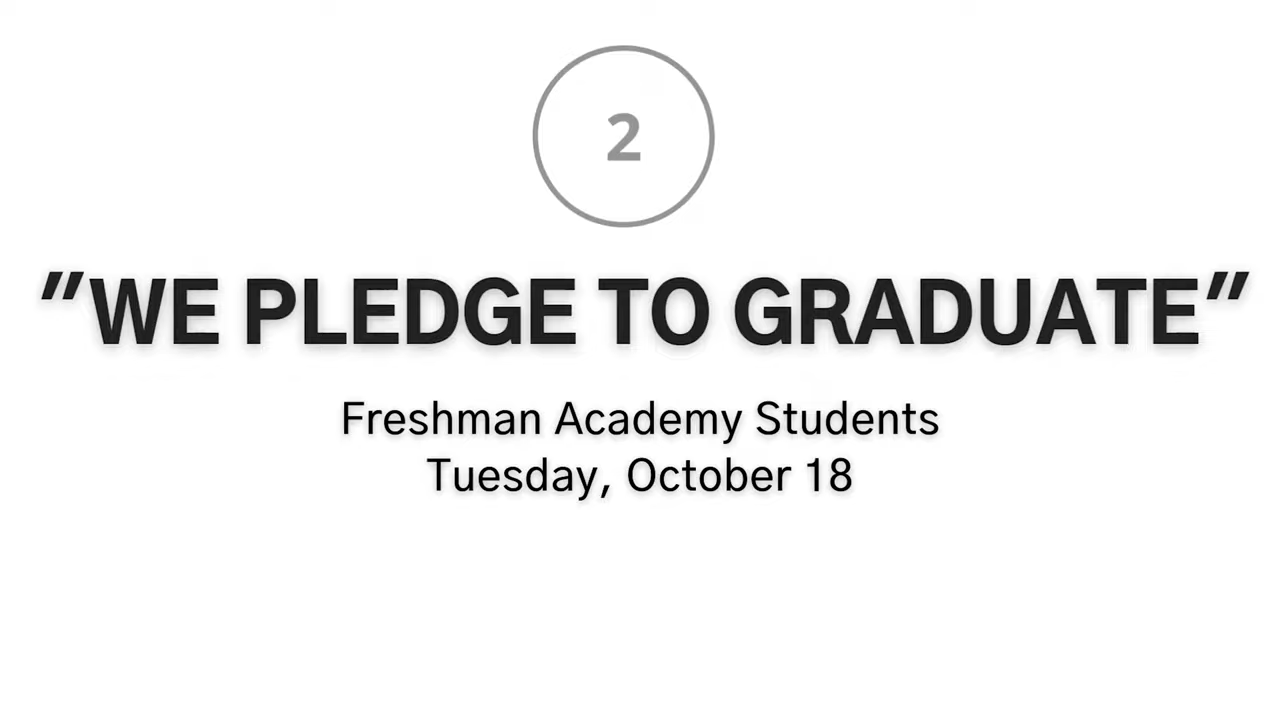 2
"WE PLEDGE TO GRADUATE"
Freshman Academy Students
Tuesday, October 18